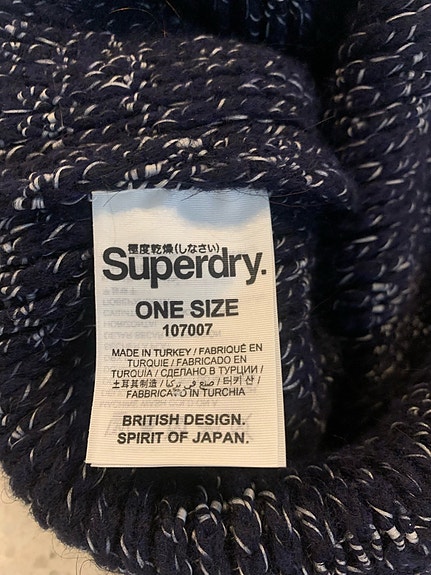 極度乾燥(しなさい)
Superdry.
ONE SIZE
107007
MADE IN TURKEY / FABRIQUÉ EN
TURQUIE / FABRICADO EN
TURQUÍA / СДЕЛАНО В ТУРЦИИ /
土耳其制造 / صنع في تركيا / 터키 산 /
FABBRICATO IN TURCHIA
BRITISH DESIGN.
SPIRIT OF JAPAN.